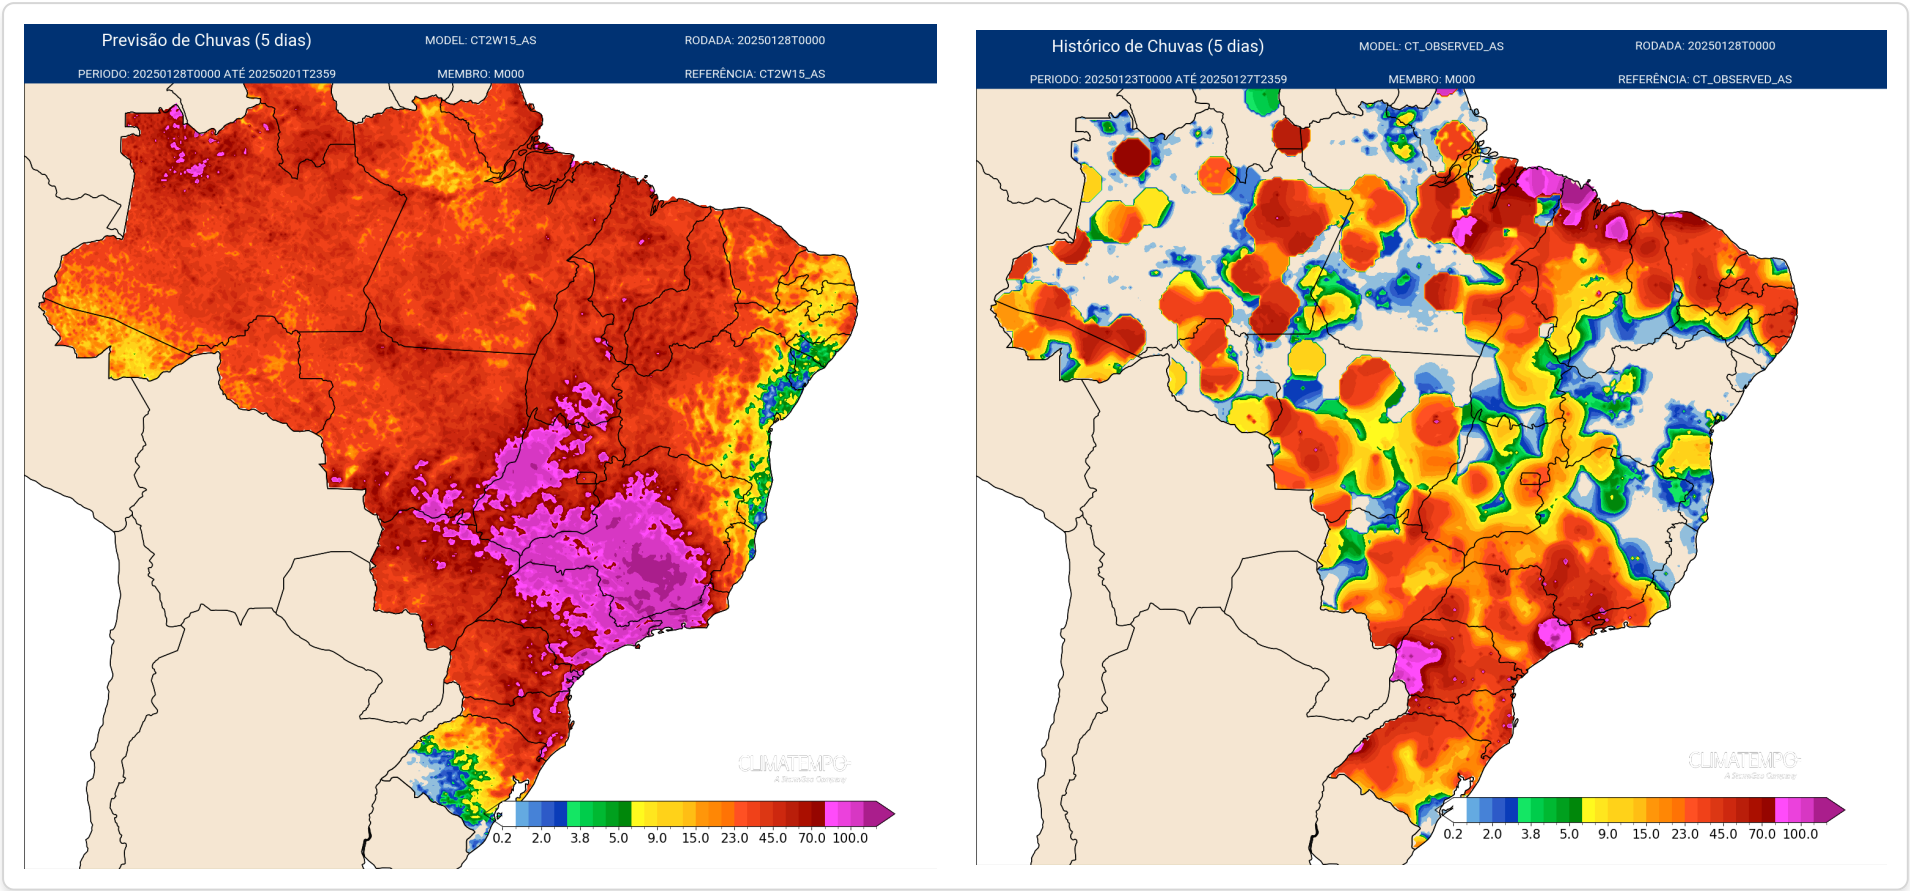 Previsão de Chuvas (5 dias)
MODEL: CT2W15_AS
RODADA: 20250128T0000
PERIODO: 20250128T0000 ATÉ 20250201T2359
MEMBRO: M000
REFERÊNCIA: CT2W15_AS
CLIMATEMPO
A StormGeo Company
0.2 2.0 3.8 5.0 9.0 15.0 23.0 45.0 70.0 100.0
Histórico de Chuvas (5 dias)
MODEL: CT_OBSERVED_AS
RODADA: 20250128T0000
PERIODO: 20250123T0000 ATÉ 20250127T2359
MEMBRO: M000
REFERÊNCIA: CT_OBSERVED_AS
CLIMATEMPO
A StormGeo Company
0.2 2.0 3.8 5.0 9.0 15.0 23.0 45.0 70.0 100.0